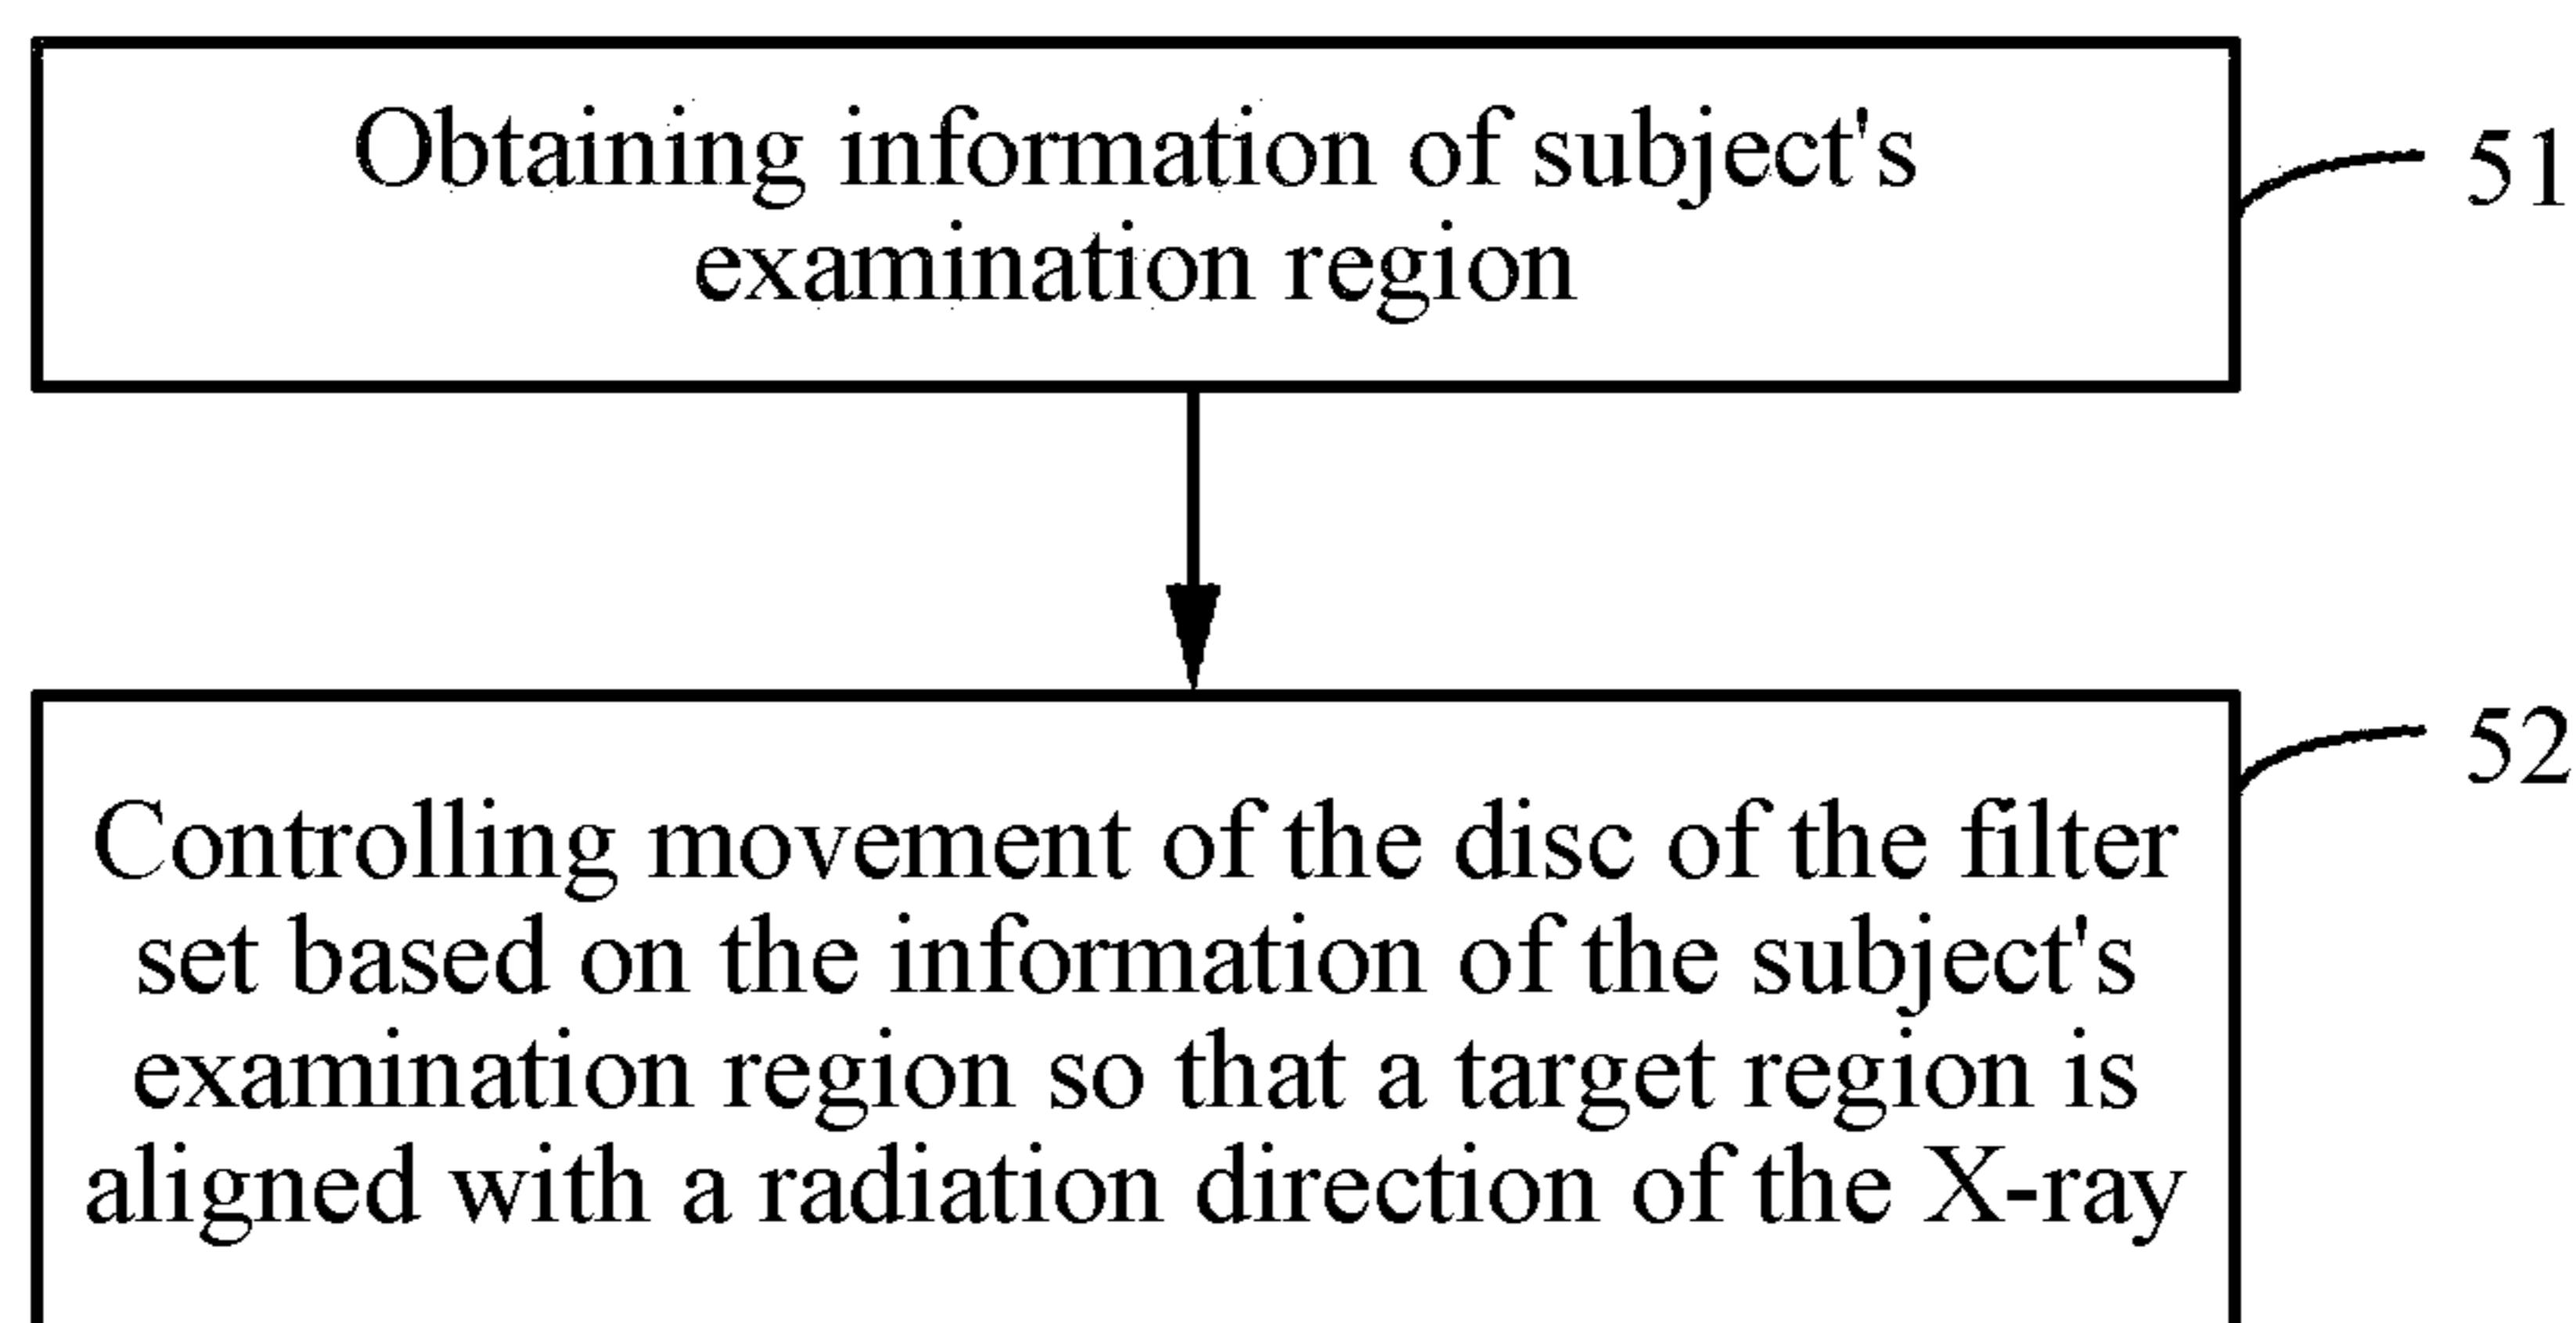 Obtaining information of subject's
examination region
51
52
Controlling movement of the disc of the filter
set based on the information of the subject's
examination region so that a target region is
aligned with a radiation direction of the X-ray